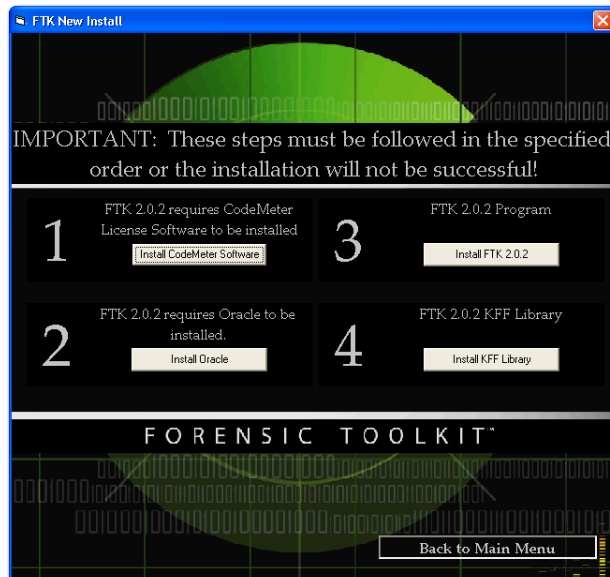 FTK New Install
IMPORTANT: These steps must be followed in the specified
order or the installation will not be successful!
1
FTK 2.0.2 requires CodeMeter
License Software to be installed
Install CodeMeter Software
2
FTK 2.0.2 requires Oracle to be
installed.
Install Oracle
3
FTK 2.0.2 Program
Install FTK 2.0.2
4
FTK 2.0.2 KFF Library
Install KFF Library
FORENSIC TOOLKIT™
Back to Main Menu